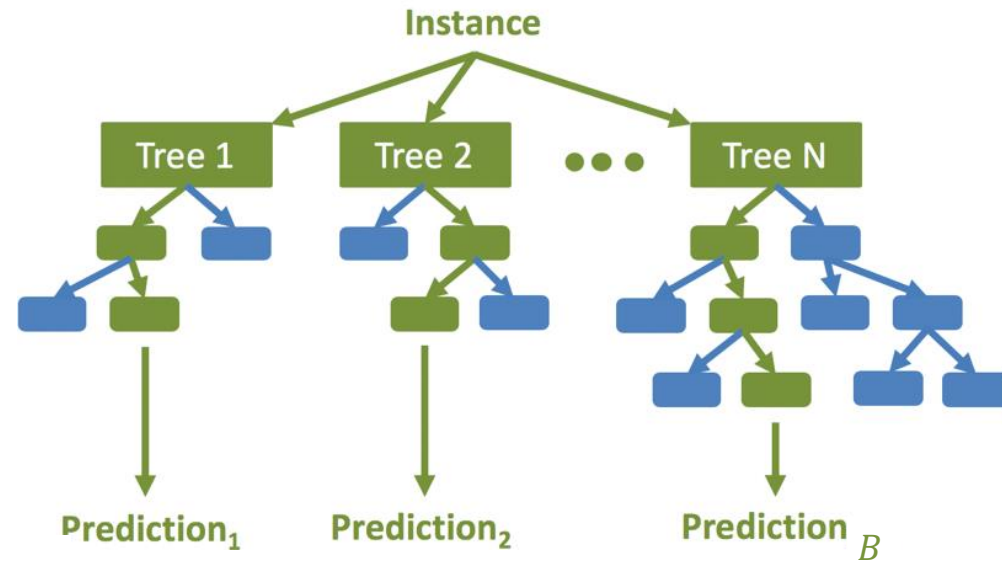 Instance
Tree 1 Tree 2 ●●● Tree N
Prediction₁ Prediction₂ Prediction B